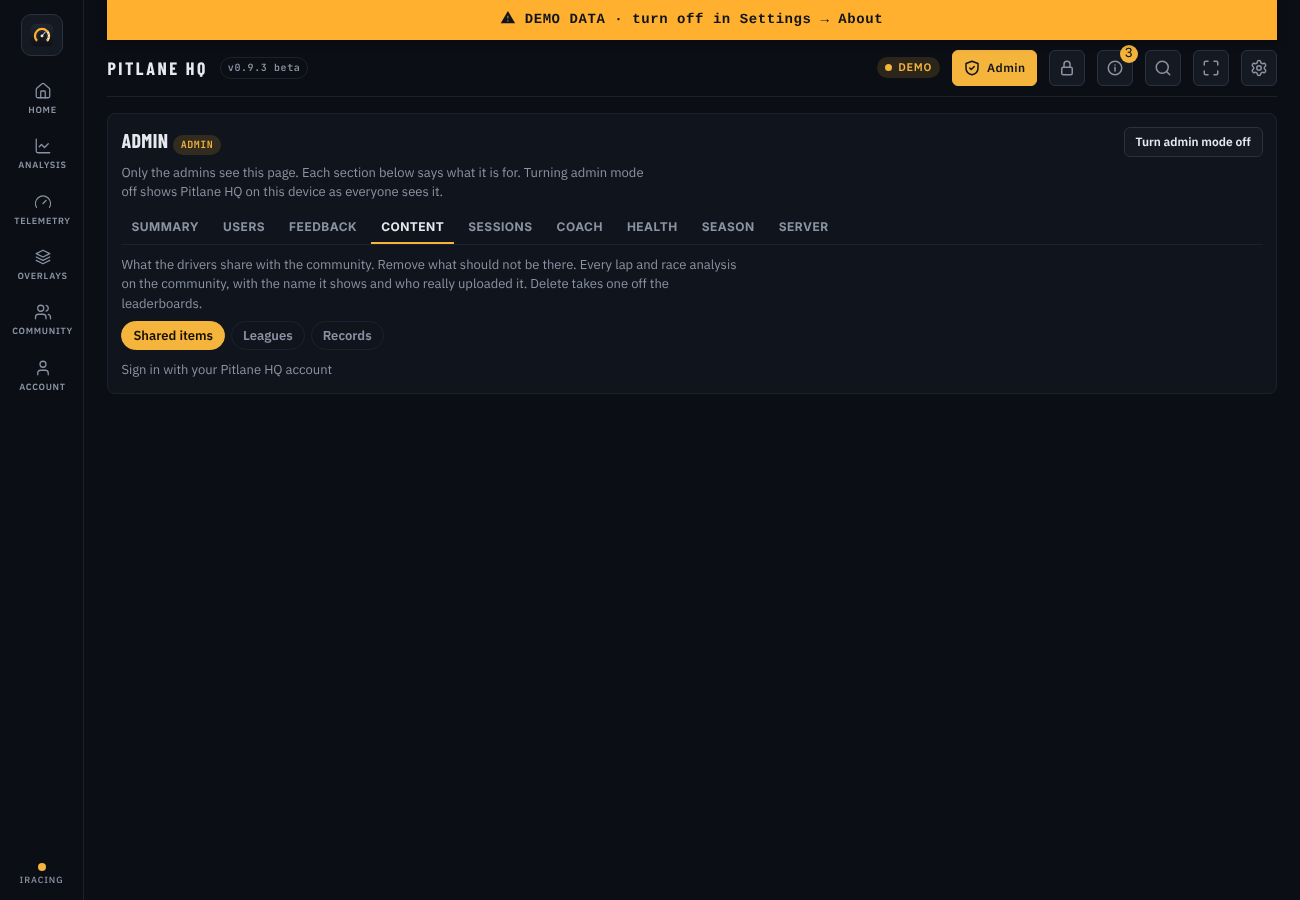 ⚠ DEMO DATA · turn off in Settings → About
PITLANE HQ v0.9.3 beta
DEMO
Admin
3
HOME
ANALYSIS
TELEMETRY
OVERLAYS
COMMUNITY
ACCOUNT
IRACING
ADMIN ADMIN
Turn admin mode off
Only the admins see this page. Each section below says what it is for. Turning admin mode
off shows Pitlane HQ on this device as everyone sees it.
SUMMARY USERS FEEDBACK CONTENT SESSIONS COACH HEALTH SEASON SERVER
What the drivers share with the community. Remove what should not be there. Every lap and race analysis
on the community, with the name it shows and who really uploaded it. Delete takes one off the
leaderboards.
Shared items Leagues Records
Sign in with your Pitlane HQ account